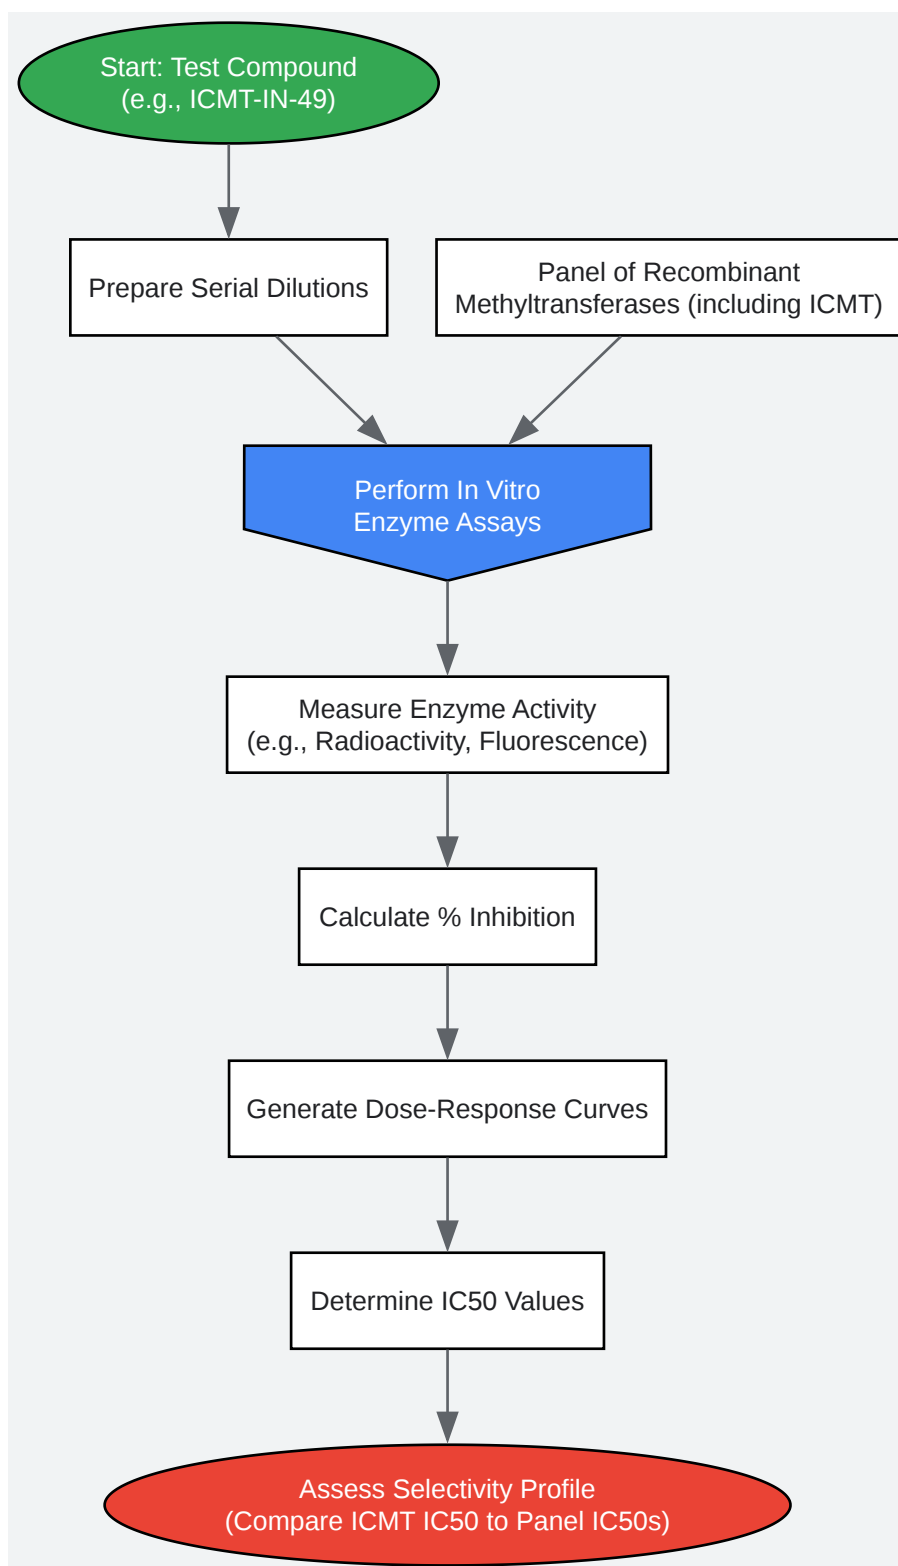 Start: Test Compound
(e.g., ICMT-IN-49)
Prepare Serial Dilutions
Panel of Recombinant
Methyltransferases (including ICMT)
Perform In Vitro
Enzyme Assays
Measure Enzyme Activity
(e.g., Radioactivity, Fluorescence)
Calculate % Inhibition
Generate Dose-Response Curves
Determine IC50 Values
Assess Selectivity Profile
(Compare ICMT IC50 to Panel IC50s)